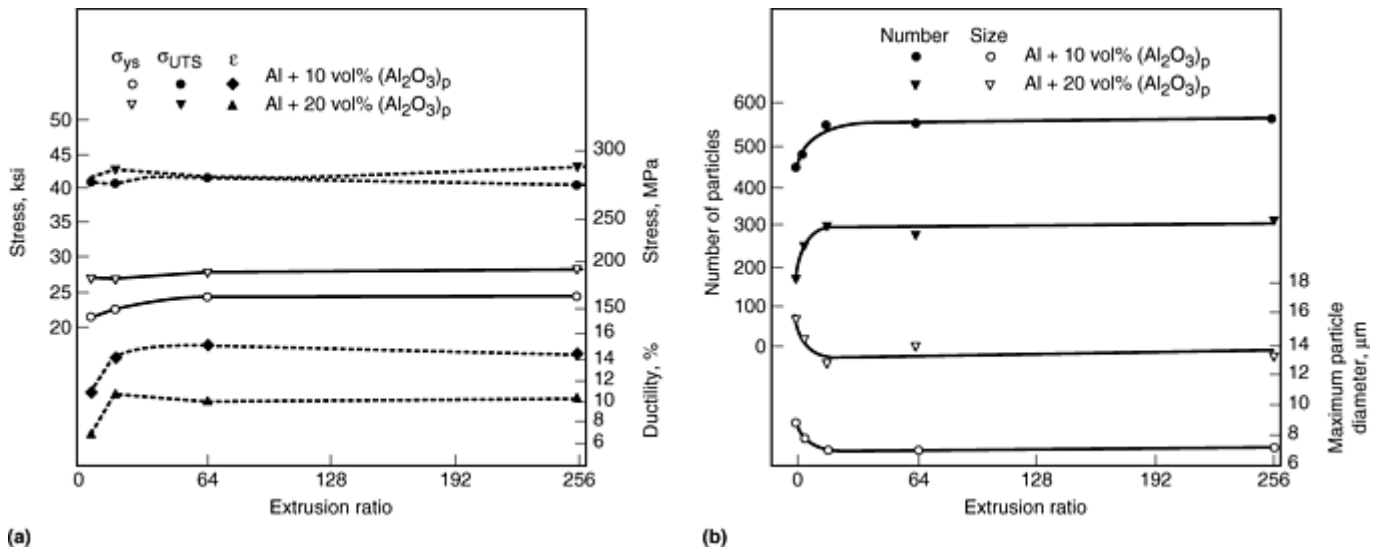 σys σUTS ε
Al + 10 vol% (Al2O3)p
Al + 20 vol% (Al2O3)p
Stress, ksi
50
45
40
35
30
25
20
Stress, MPa
300
250
200
150
Ductility, %
16
14
12
10
8
6
0 64 128 192 256
Extrusion ratio
(a)
Number Size
Al + 10 vol% (Al2O3)p
Al + 20 vol% (Al2O3)p
Number of particles
600
500
400
300
200
100
0
Maximum particle
diameter, μm
18
16
14
12
10
8
6
0 64 128 192 256
Extrusion ratio
(b)